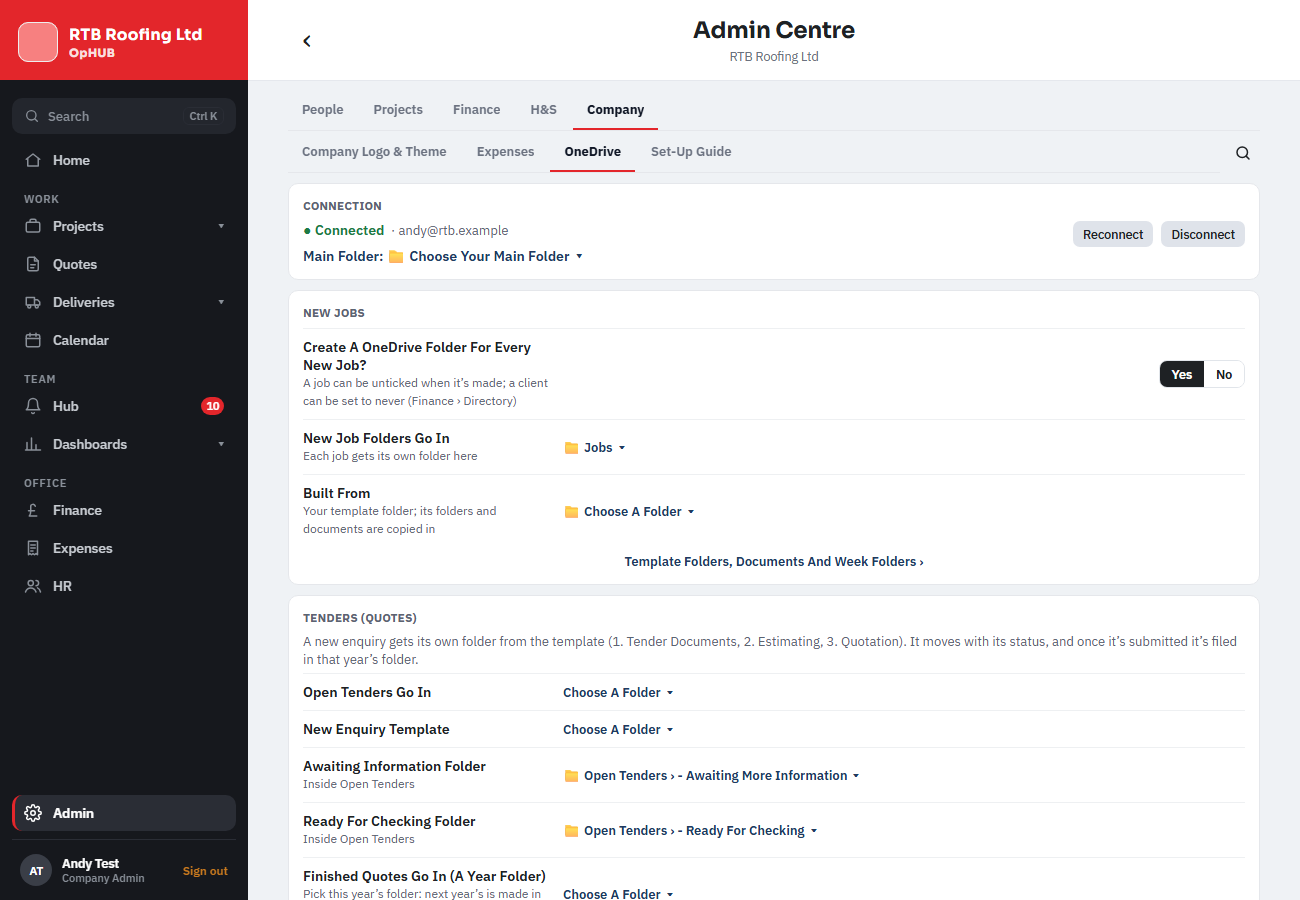 RTB Roofing Ltd
OpHUB
Search
Ctrl K
Home
WORK
Projects
Quotes
Deliveries
Calendar
TEAM
Hub
10
Dashboards
OFFICE
Finance
Expenses
HR
Admin
AT
Andy Test
Company Admin
Sign out
Admin Centre
RTB Roofing Ltd
People
Projects
Finance
H&S
Company
Company Logo & Theme
Expenses
OneDrive
Set-Up Guide
CONNECTION
● Connected · andy@rtb.example
Reconnect
Disconnect
Main Folder: Choose Your Main Folder
NEW JOBS
Create A OneDrive Folder For Every
New Job?
A job can be unticked when it’s made; a client
can be set to never (Finance › Directory)
Yes
No
New Job Folders Go In
Each job gets its own folder here
Jobs
Built From
Your template folder; its folders and
documents are copied in
Choose A Folder
Template Folders, Documents And Week Folders ›
TENDERS (QUOTES)
A new enquiry gets its own folder from the template (1. Tender Documents, 2. Estimating, 3. Quotation). It moves with its status, and once it’s submitted it’s filed
in that year’s folder.
Open Tenders Go In
Choose A Folder
New Enquiry Template
Choose A Folder
Awaiting Information Folder
Inside Open Tenders
Open Tenders › - Awaiting More Information
Ready For Checking Folder
Inside Open Tenders
Open Tenders › - Ready For Checking
Finished Quotes Go In (A Year Folder)
Pick this year’s folder; next year’s is made in
Choose A Folder